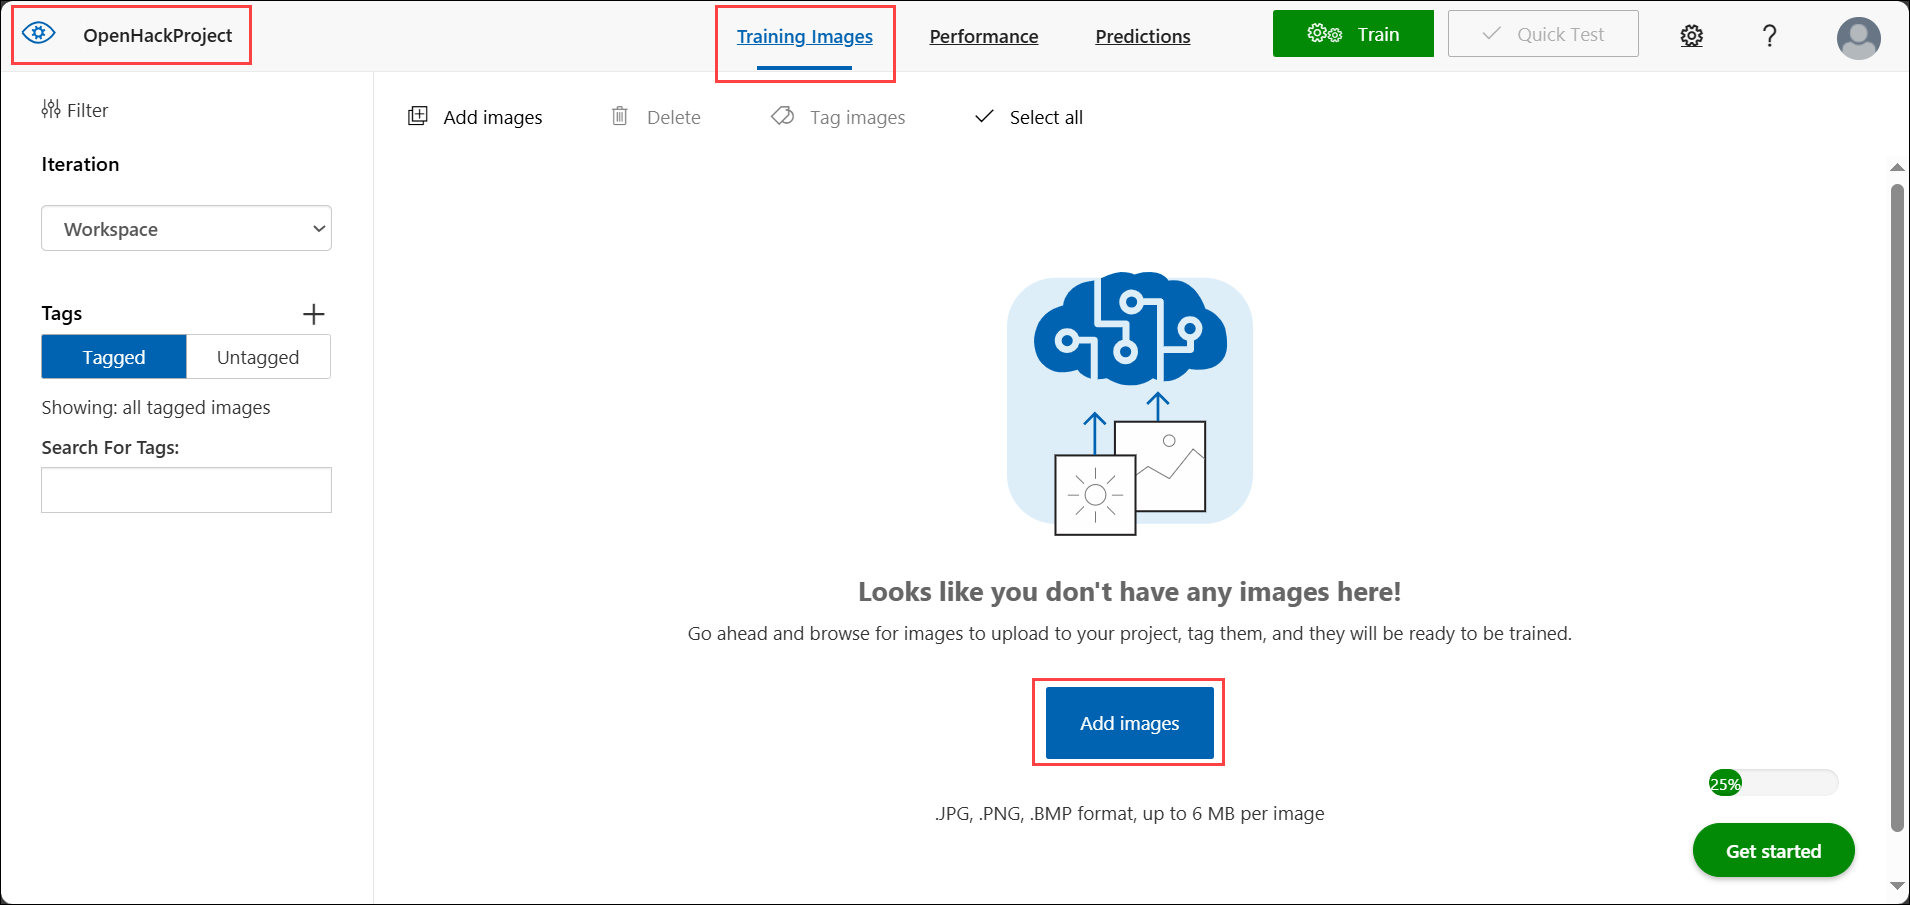 OpenHackProject
Training Images
Performance
Predictions
Train
Quick Test
?
Filter
Add images
Delete
Tag images
Select all
Iteration
Workspace
Tags
Tagged
Untagged
Showing: all tagged images
Search For Tags:
Looks like you don't have any images here!
Go ahead and browse for images to upload to your project, tag them, and they will be ready to be trained.
Add images
.JPG, .PNG, .BMP format, up to 6 MB per image
25%
Get started